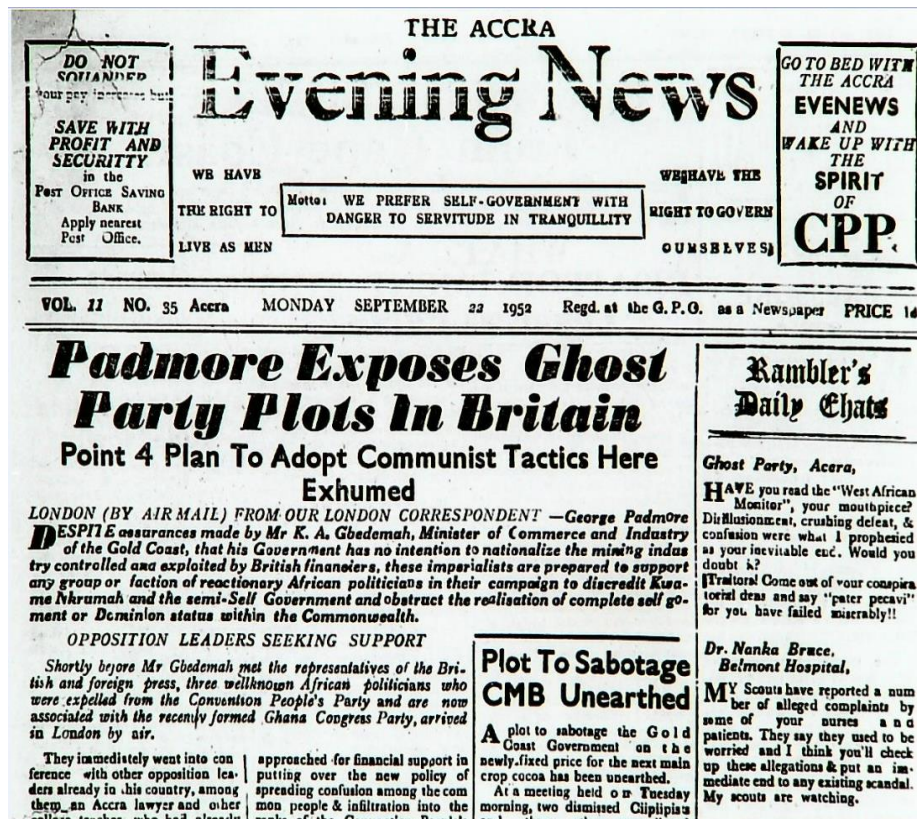 THE ACCRA
Evening News
DO NOT
SQUANDER
your pay increases but
SAVE WITH
PROFIT AND
SECURITTY
in the
POST OFFICE SAVING
BANK
Apply nearest
Post Office.
WE HAVE
THE RIGHT TO
LIVE AS MEN
Motto: WE PREFER SELF-GOVERNMENT WITH
DANGER TO SERVITUDE IN TRANQUILLITY
WE HAVE THE
RIGHT TO GOVERN
OURSELVES
GO TO BED WITH
THE ACCRA
EVENEWS
AND
WAKE UP WITH
THE
SPIRIT
OF
CPP.
VOL. 11 NO. 35 Accra MONDAY SEPTEMBER 22 1952 Regd. at the G.P.O. as a Newspaper PRICE 1d
Padmore Exposes Ghost
Party Plots In Britain
Point 4 Plan To Adopt Communist Tactics Here
Exhumed
LONDON (BY AIR MAIL) FROM OUR LONDON CORRESPONDENT —George Padmore
DESPITE assurances made by Mr K. A. Gbedemah, Minister of Commerce and Industry
of the Gold Coast, that his Government has no intention to nationalize the mining indus
try controlled and exploited by British financiers, these imperialists are prepared to support
any group or faction of reactionary African politicians in their campaign to discredit Kwa-
me Nkrumah and the semi-Self Government and obstruct the realisation of complete self go-
ment or Dominion status within the Commonwealth.
OPPOSITION LEADERS SEEKING SUPPORT
Shortly before Mr Gbedemah met the representatives of the Bri-
tish and foreign press, three wellknown African politicians who
were expelled from the Convention People's Party and are now
associated with the recently formed Ghana Congress Party, arrived
in London by air.
They immediately went into con
ference with other opposition lea-
ders already in this country, among
them, an Accra lawyer and other
college teacher, who had already
approached for financial support in
putting over the new policy of
spreading confusion among the com
mon people & infiltration into the
ranks of the Convention People's
Plot To Sabotage
CMB Unearthed
A plot to sabotage the Gold
Coast Government on the
newly-fixed price for the next main
crop cocoa has been unearthed.
At a meeting held on Tuesday
morning, two dismissed Ciiplipias
Rambler's
Daily Chats
Ghost Party, Accra,
HAVE you read the "West African
Monitor", your mouthpiece?
Disillusionment, crushing defeat, &
confusion were what I prophesied
as your inevitable end. Would you
doubt it?
Traitors! Come out of your conspira
torial dens and say "pater pecavi"
for you have failed miserably!!
Dr. Nanka Bruce,
Belmont Hospital,
MY Scouts have reported a num
ber of alleged complaints by
some of your nurses and
patients. They say they used to be
worried and I think you'll check
up these allegations & put an im-
mediate end to any existing scandal.
My scouts are watching.